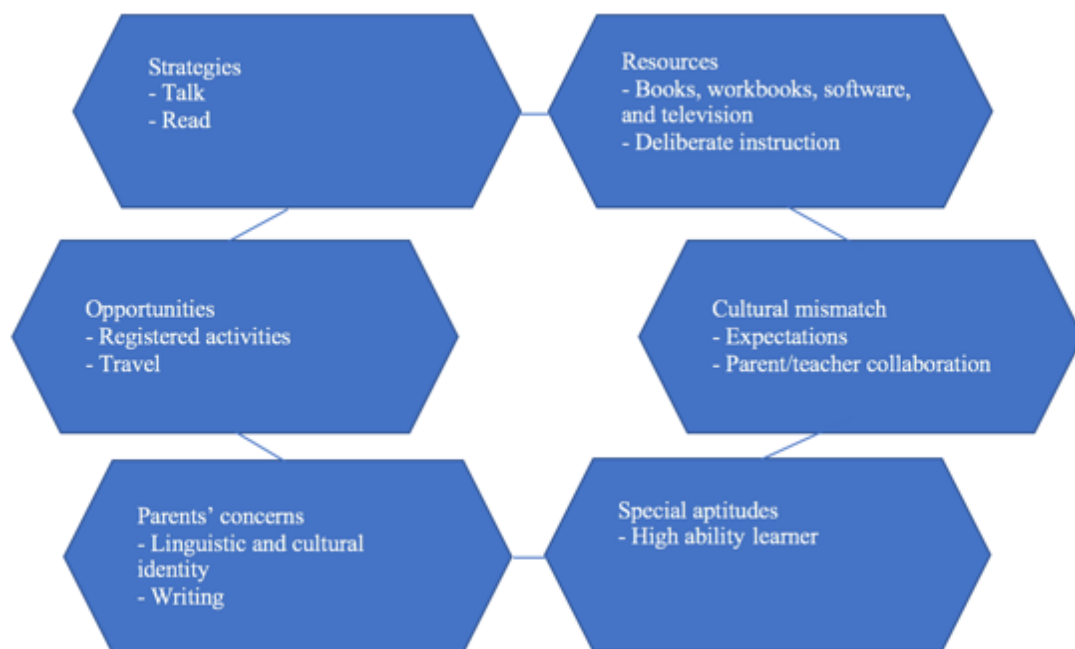 Strategies
- Talk
- Read
Resources
- Books, workbooks, software,
and television
- Deliberate instruction
Opportunities
- Registered activities
- Travel
Cultural mismatch
- Expectations
- Parent/teacher collaboration
Parents’ concerns
- Linguistic and cultural
identity
- Writing
Special aptitudes
- High ability learner